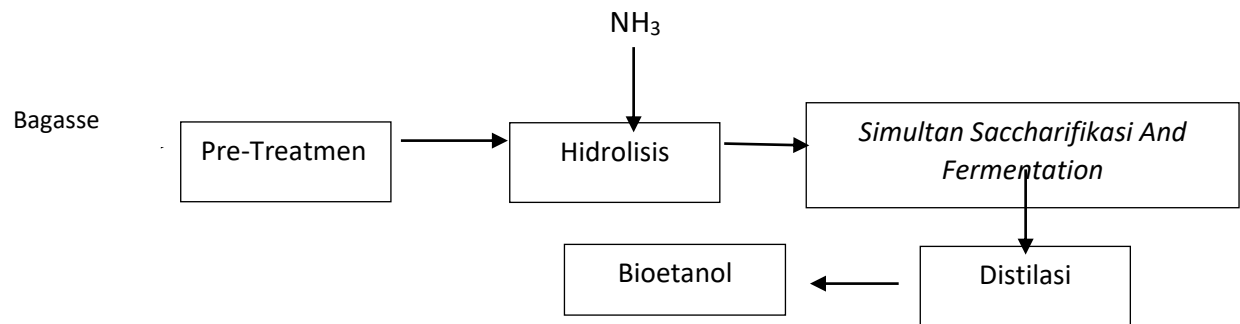 NH₃
Bagasse
Pre-Treatmen
Hidrolisis
Simultan Saccharifikasi And
Fermentation
Bioetanol
Distilasi